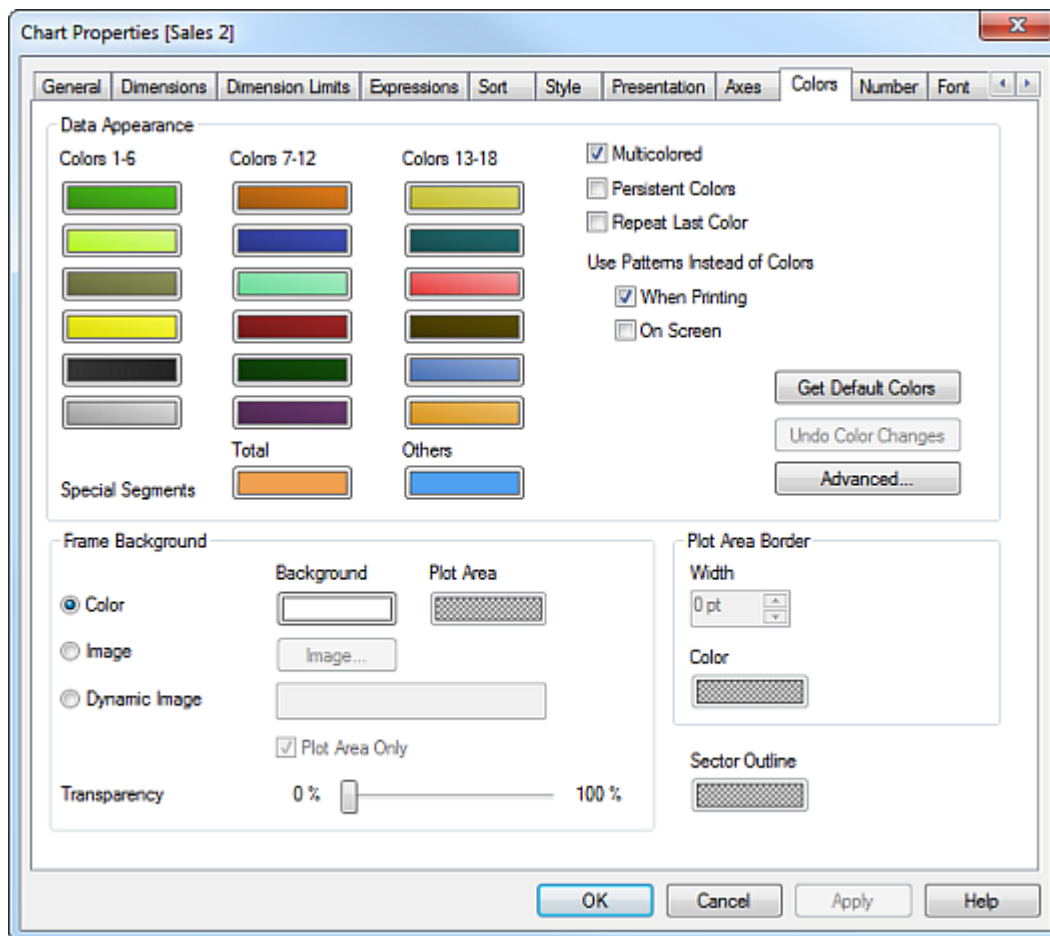 Chart Properties [Sales 2]
General Dimensions Dimension Limits Expressions Sort Style Presentation Axes Colors Number Font
Data Appearance
Colors 1-6 Colors 7-12 Colors 13-18
Multicolored
Persistent Colors
Repeat Last Color
Use Patterns Instead of Colors
When Printing
On Screen
Get Default Colors
Undo Color Changes
Advanced...
Total Others
Special Segments
Frame Background
Background Plot Area
Color
Image
Image...
Dynamic Image
Plot Area Only
Transparency 0 % 100 %
Plot Area Border
Width
0 pt
Color
Sector Outline
OK Cancel Apply Help